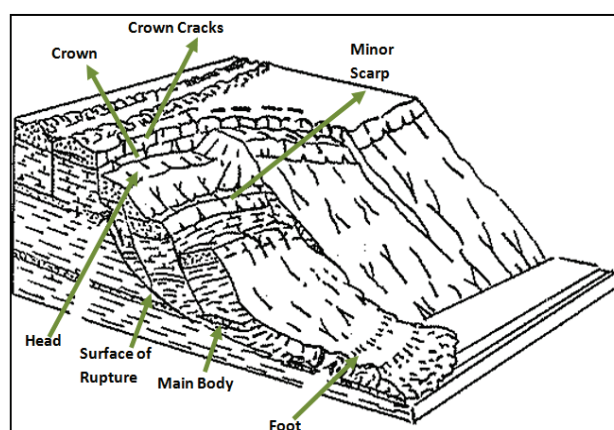 Crown Cracks
Crown
Minor
Scarp
Head
Surface of
Rupture
Main Body
Foot